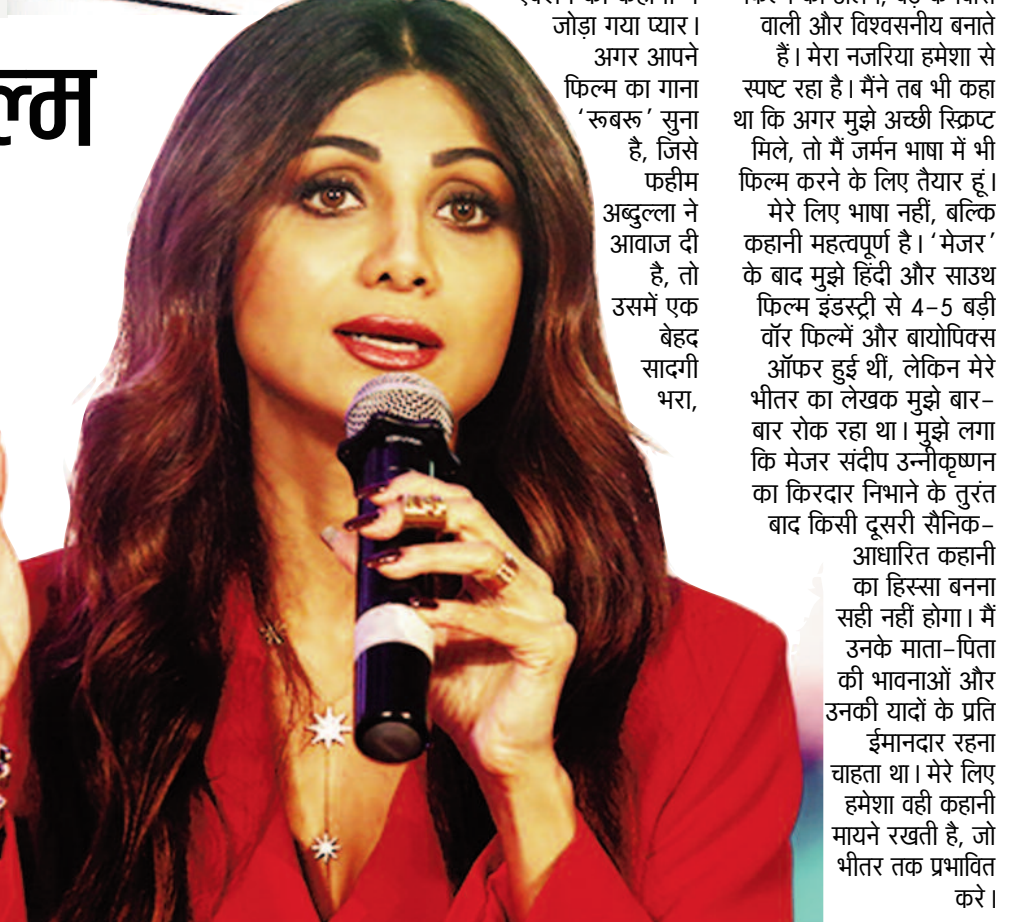 ल्म
जोड़ा गया प्यार।
अगर आपने
फिल्म का गाना
‘रूबरू’ सुना
है, जिसे
फहीम
अब्दुल्ला ने
आवाज दी
है, तो
उसमें एक
बेहद
सादगी
भरा,
वाली और विश्वसनीय बनाते
हैं। मेरा नजरिया हमेशा से
स्पष्ट रहा है। मैंने तब भी कहा
था कि अगर मुझे अच्छी स्क्रिप्ट
मिले, तो मैं जर्मन भाषा में भी
फिल्म करने के लिए तैयार हूं।
मेरे लिए भाषा नहीं, बल्कि
कहानी महत्वपूर्ण है। ‘मेजर’
के बाद मुझे हिंदी और साउथ
फिल्म इंडस्ट्री से 4-5 बड़ी
वॉर फिल्में और बायोपिक्स
ऑफर हुई थीं, लेकिन मेरे
भीतर का लेखक मुझे बार-
बार रोक रहा था। मुझे लगा
कि मेजर संदीप उन्नीकृष्णन
का किरदार निभाने के तुरंत
बाद किसी दूसरी सैनिक-
आधारित कहानी
का हिस्सा बनना
सही नहीं होगा। मैं
उनके माता-पिता
की भावनाओं और
उनकी यादों के प्रति
ईमानदार रहना
चाहता था। मेरे लिए
हमेशा वही कहानी
मायने रखती है, जो
भीतर तक प्रभावित
करे।